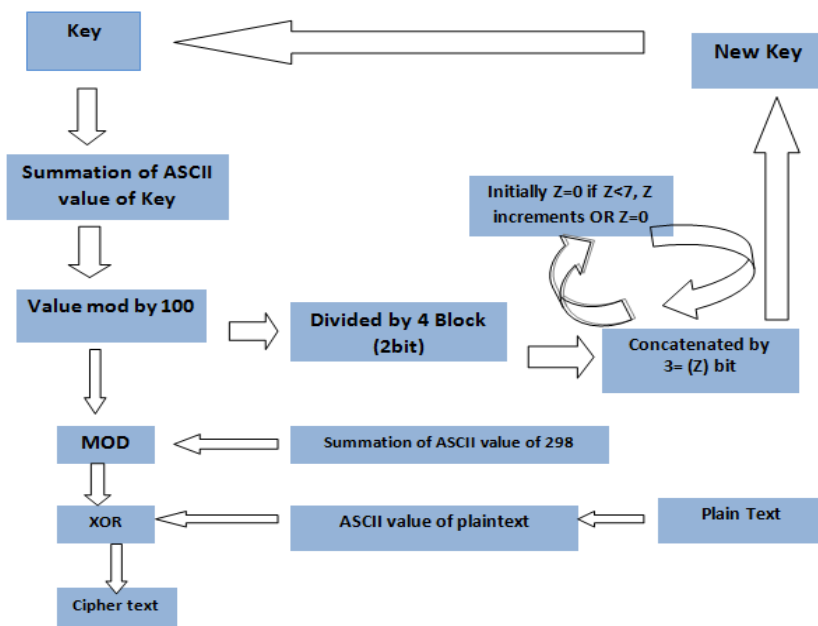 Key
New Key
Summation of ASCII
value of Key
Initially Z=0 if Z<7, Z
increments OR Z=0
Value mod by 100
Divided by 4 Block
(2bit)
Concatenated by
3= (Z) bit
MOD
Summation of ASCII value of 298
XOR
ASCII value of plaintext
Plain Text
Cipher text